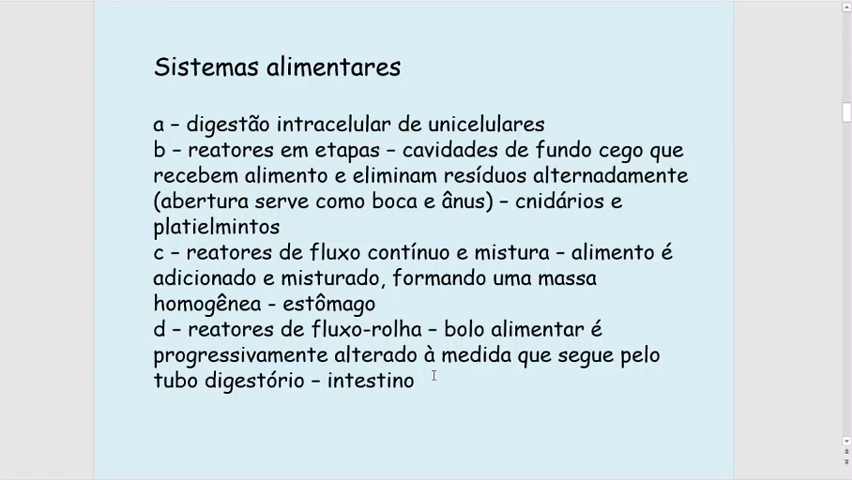 Sistemas alimentares
a – digestão intracelular de unicelulares
b – reatores em etapas – cavidades de fundo cego que
recebem alimento e eliminam resíduos alternadamente
(abertura serve como boca e ânus) – cnidários e
platielmintos
c – reatores de fluxo contínuo e mistura – alimento é
adicionado e misturado, formando uma massa
homogênea - estômago
d – reatores de fluxo-rolha – bolo alimentar é
progressivamente alterado à medida que segue pelo
tubo digestório – intestino